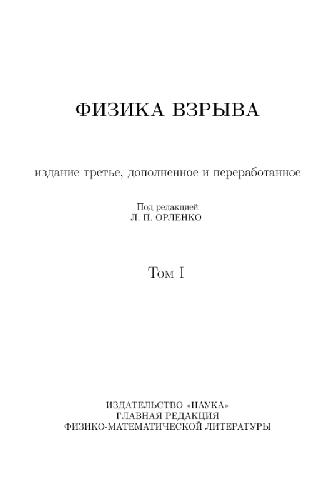 ФИЗИКА ВЗРЫВА
издание третье, дополненное и переработанное
Под редакцией
Л. П. ОРЛЕНКО
Том I
ИЗДАТЕЛЬСТВО «НАУКА»
ГЛАВНАЯ РЕДАКЦИЯ
ФИЗИКО-МАТЕМАТИЧЕСКОЙ ЛИТЕРАТУРЫ